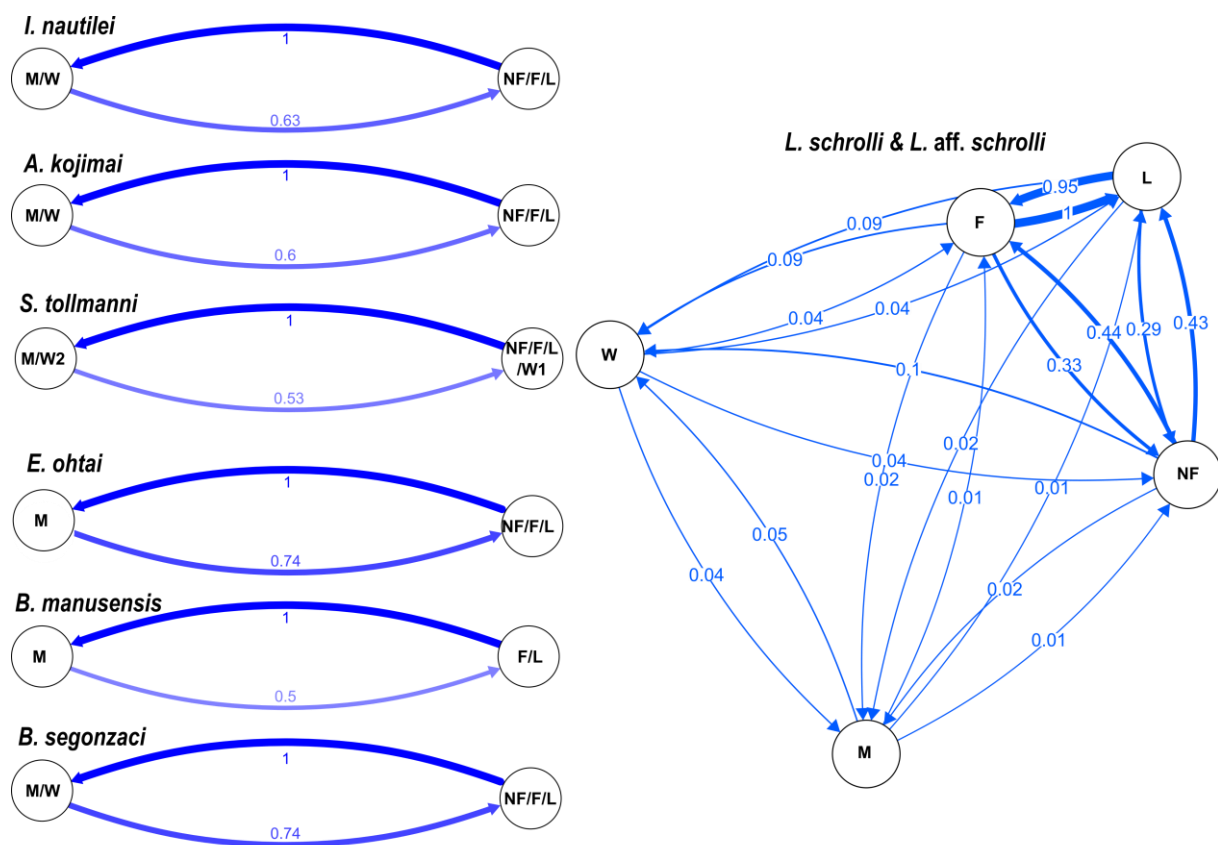 I. nautilei
M/W
1
0.63
NF/F/L
A. kojimai
M/W
1
0.6
NF/F/L
S. tollmanni
M/W2
1
0.53
NF/F/L
/W1
E. ohtai
M
1
0.74
NF/F/L
B. manusensis
M
1
0.5
F/L
B. segonzaci
M/W
1
0.74
NF/F/L
L. schrolli & L. aff. schrolli
L
0.95
F
1
0.09
0.09
0.04
0.04
0.44
0.29
0.43
W
0.33
0.1
0.02
0.04
0.02
0.01
0.01
NF
0.05
0.04
0.02
0.01
M